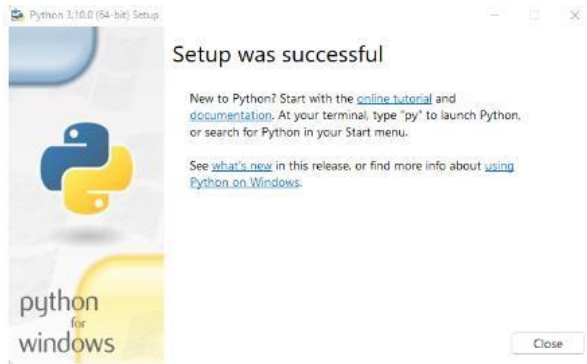 Python 3.10.0 (64-bit) Setup
Setup was successful
New to Python? Start with the online tutorial and
documentation. At your terminal, type "py" to launch Python,
or search for Python in your Start menu.
See what's new in this release, or find more info about using
Python on Windows.
python
for
windows
Close